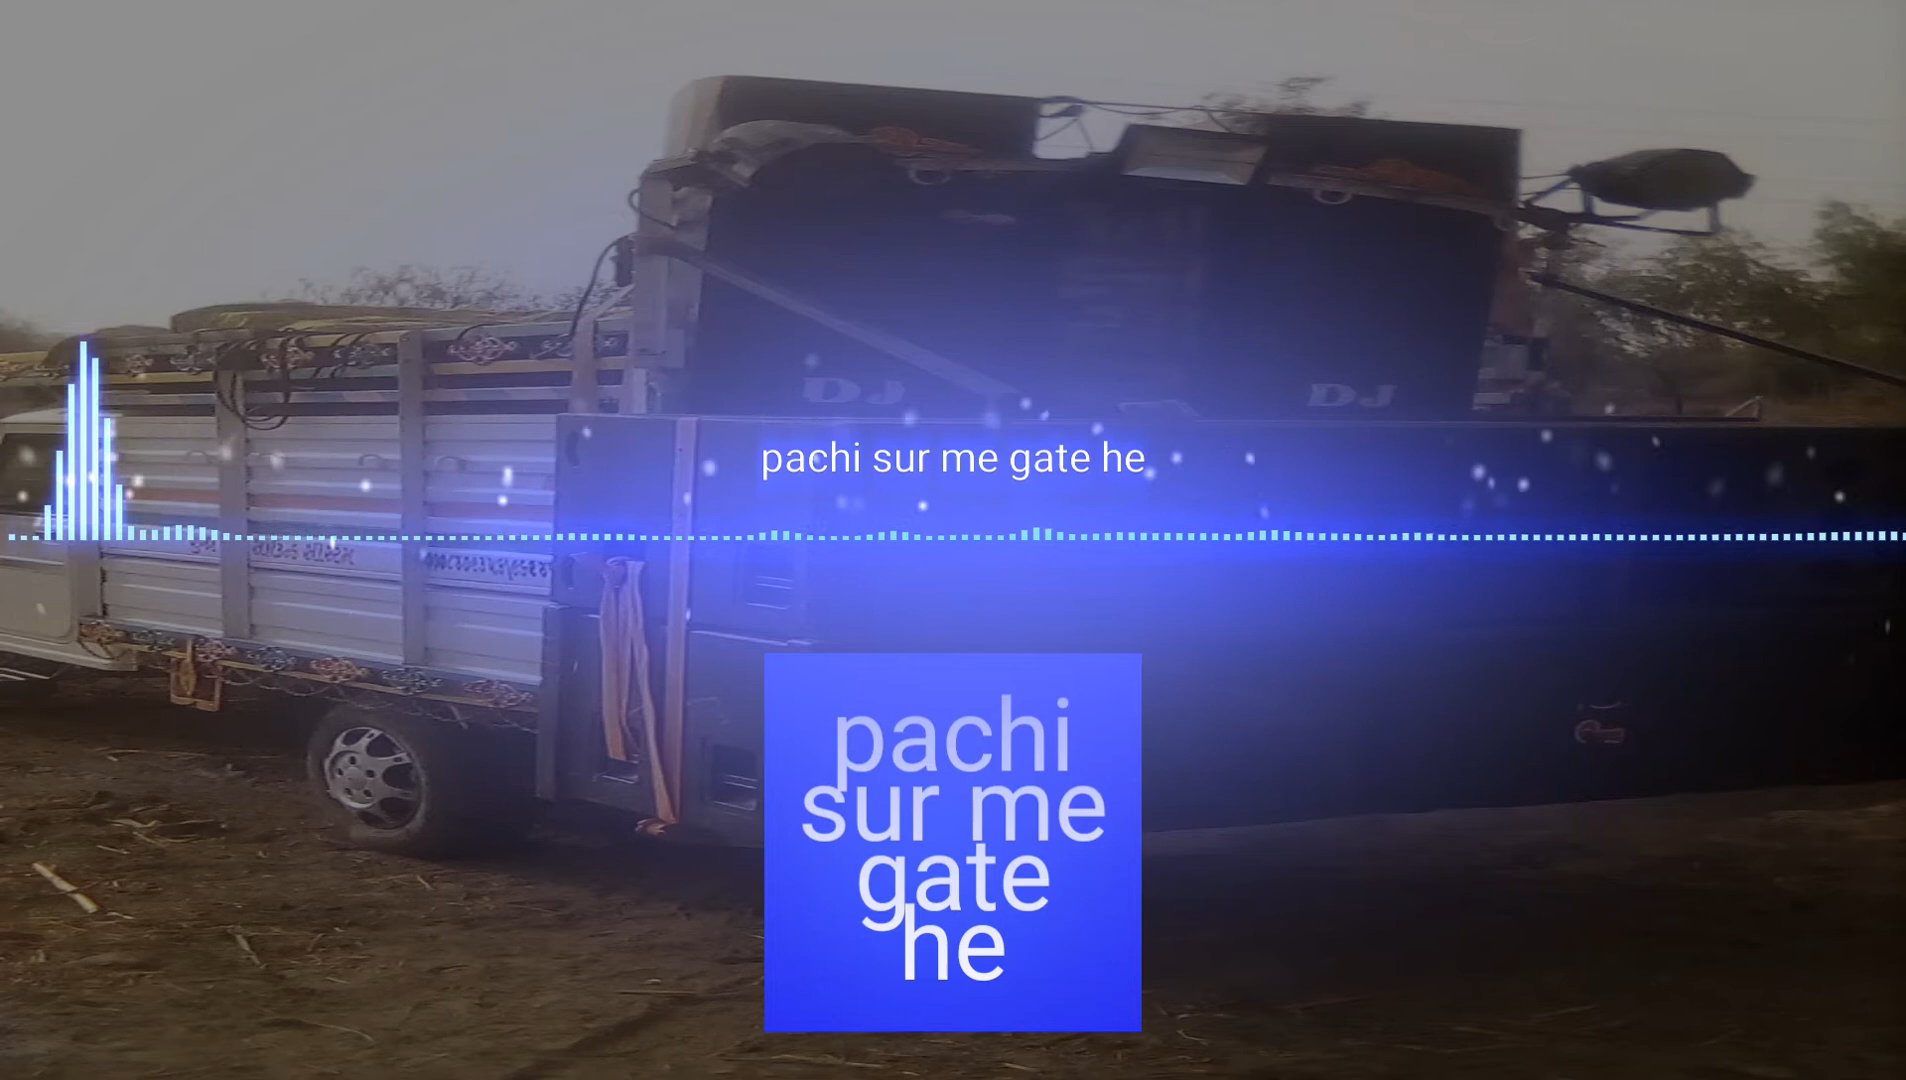 DJ DJ
pachi sur me gate he
pachi
sur me
gate
he